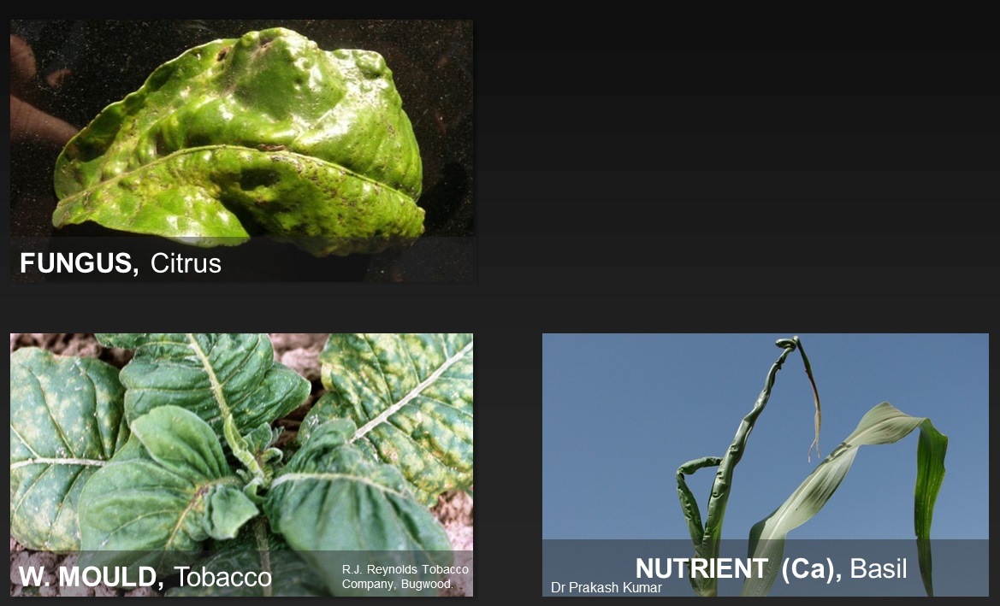 FUNGUS, Citrus
W. MOULD, Tobacco
R.J. Reynolds Tobacco
Company, Bugwood.
NUTRIENT (Ca), Basil
Dr Prakash Kumar